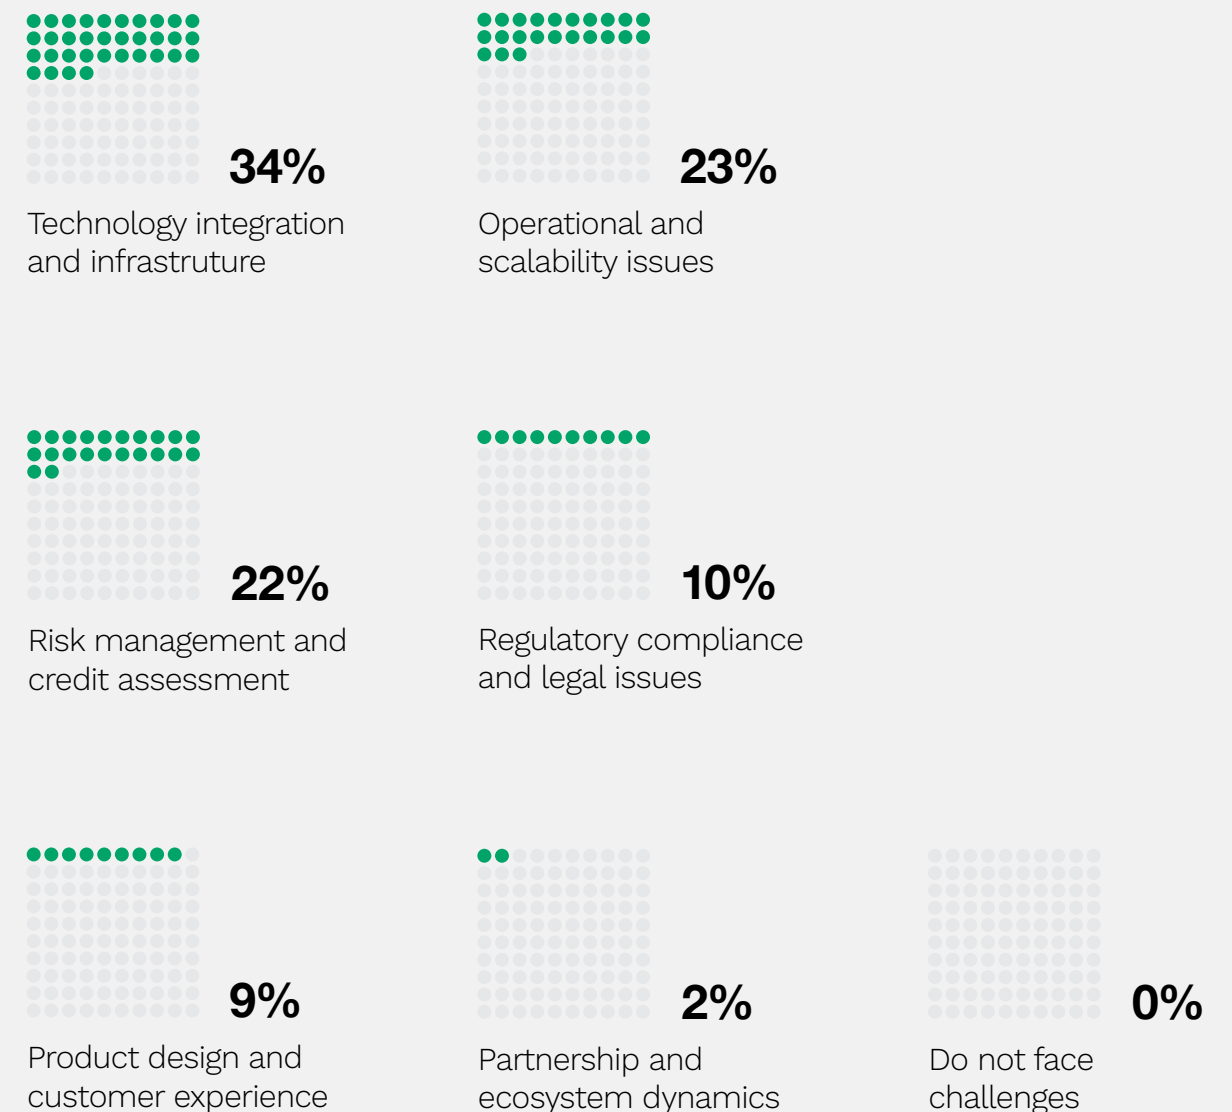 34%
Technology integration
and infrastruture
23%
Operational and
scalability issues
22%
Risk management and
credit assessment
10%
Regulatory compliance
and legal issues
9%
Product design and
customer experience
2%
Partnership and
ecosystem dynamics
0%
Do not face
challenges